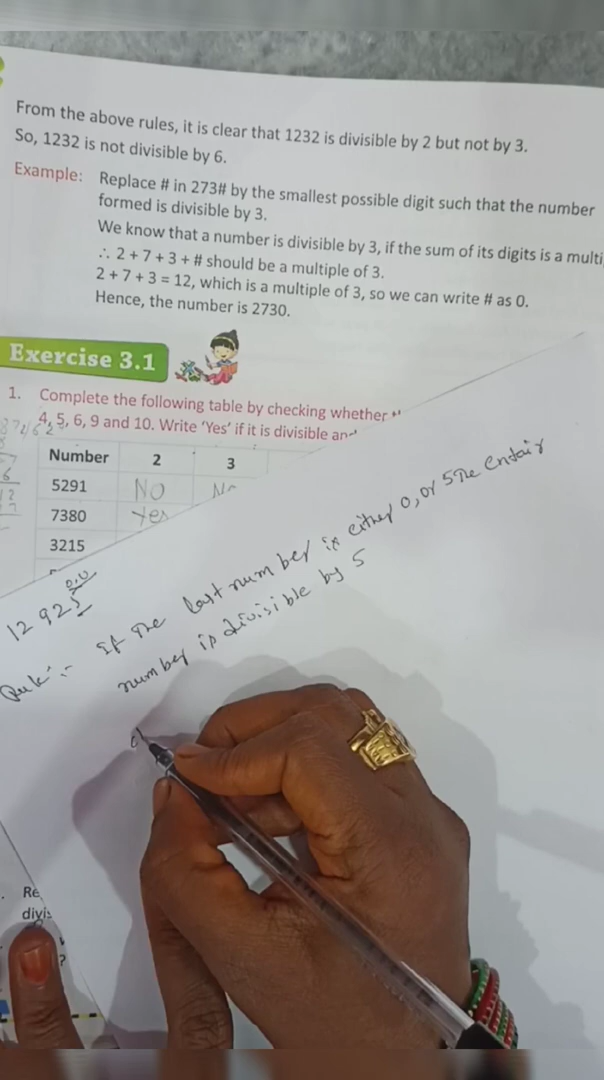 From the above rules, it is clear that 1232 is divisible by 2 but not by 3.
So, 1232 is not divisible by 6.
Example: Replace # in 273# by the smallest possible digit such that the number
formed is divisible by 3.
We know that a number is divisible by 3, if the sum of its digits is a multi
∴ 2 + 7 + 3 + # should be a multiple of 3.
2 + 7 + 3 = 12, which is a multiple of 3, so we can write # as 0.
Hence, the number is 2730.
Exercise 3.1
1. Complete the following table by checking whether
4, 5, 6, 9 and 10. Write 'Yes' if it is divisible an
Number 2 3
5291 No No
7380 Yes
3215
12925
Rule:- if the last number is either 0, or 5 The Entair
number is divisible by 5
Re
divis
?